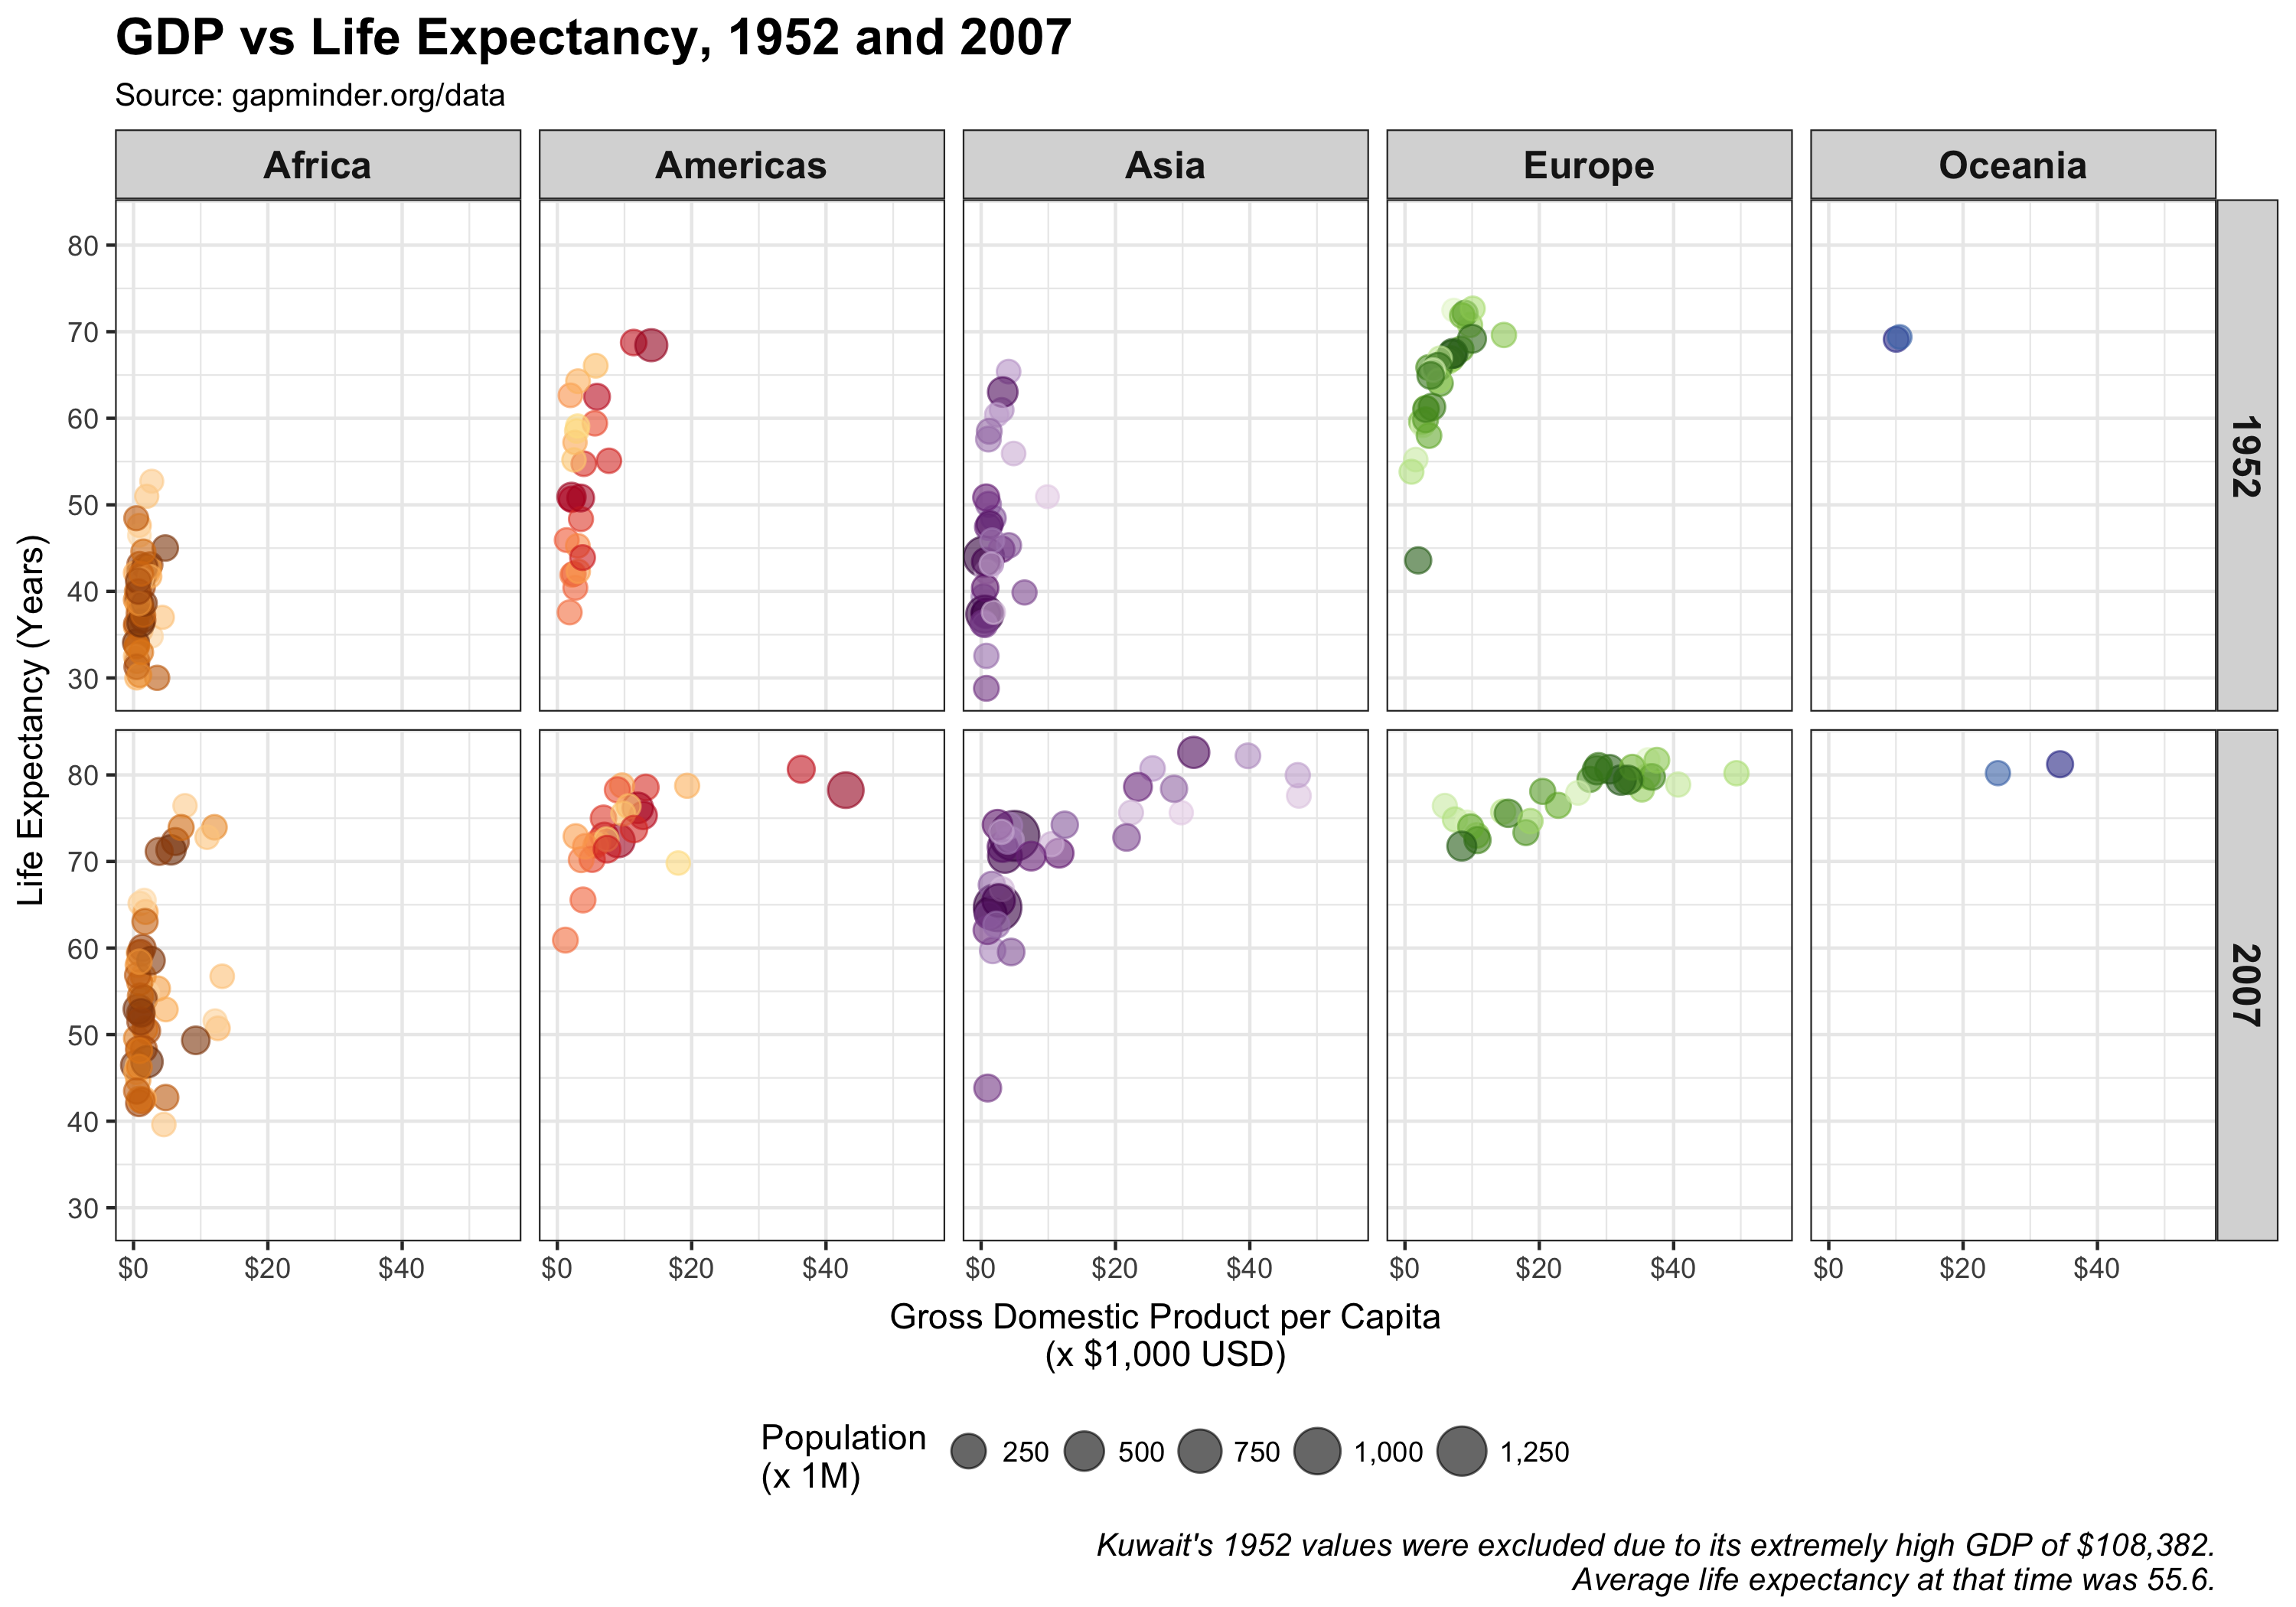 GDP vs Life Expectancy, 1952 and 2007
Source: gapminder.org/data
Africa
Americas
Asia
Europe
Oceania
80
70
60
50
40
30
1952
80
70
60
50
40
30
2007
Life Expectancy (Years)
$0 $20 $40
$0 $20 $40
$0 $20 $40
$0 $20 $40
$0 $20 $40
Gross Domestic Product per Capita
(x $1,000 USD)
Population
(x 1M)
250
500
750
1,000
1,250
Kuwait's 1952 values were excluded due to its extremely high GDP of $108,382.
Average life expectancy at that time was 55.6.